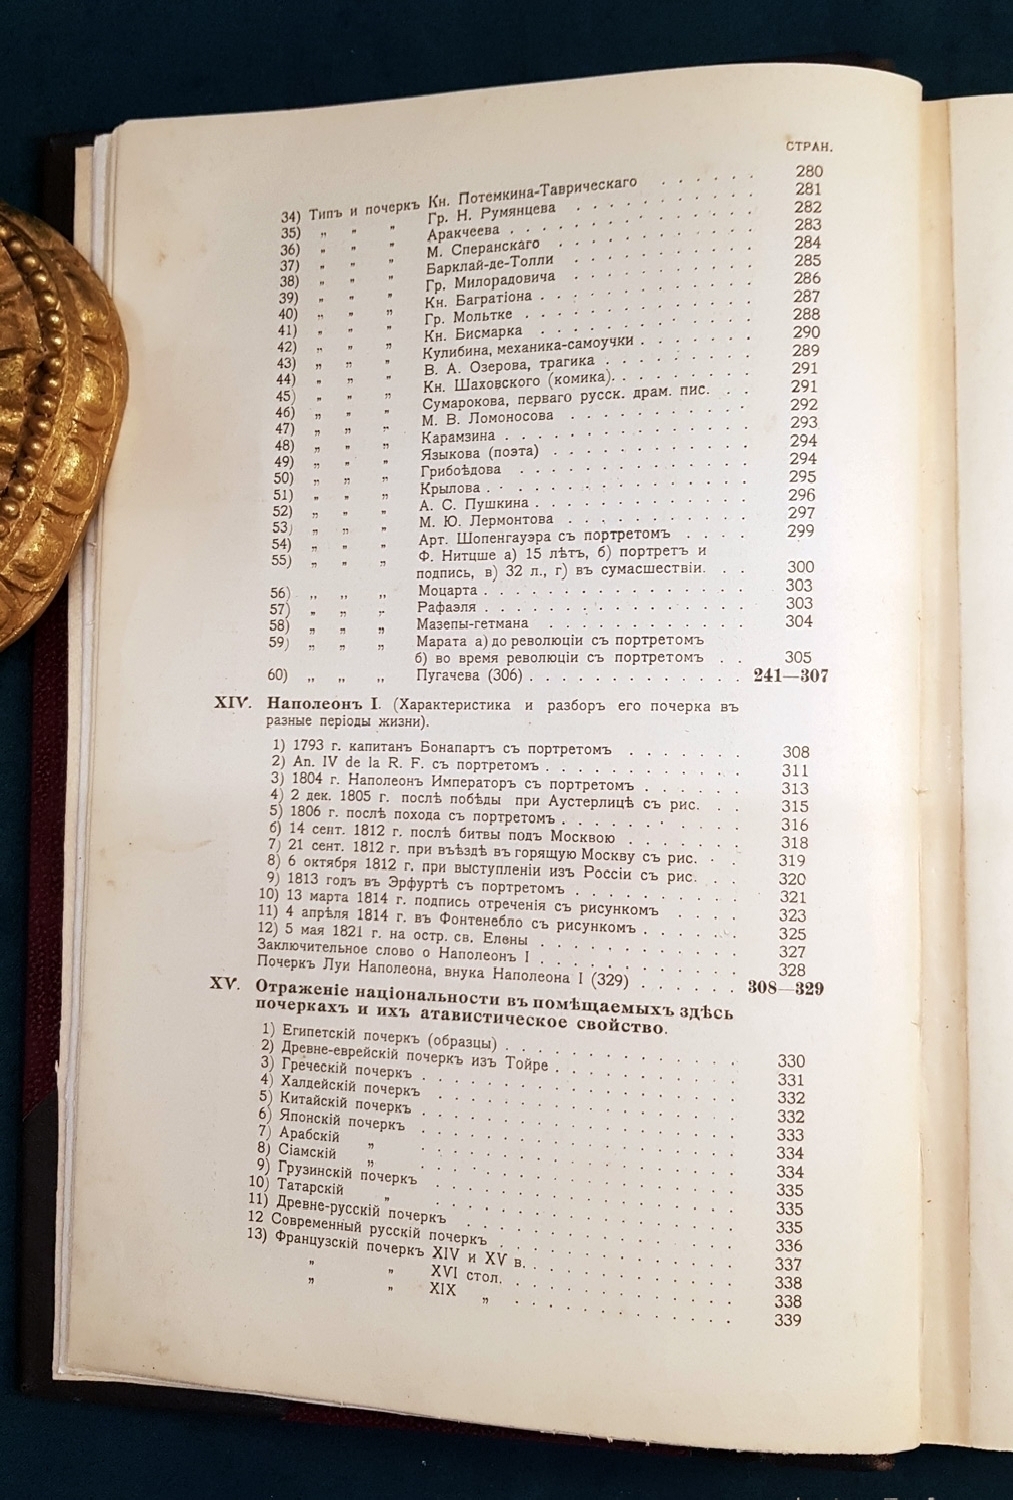 СТРАН.
34) Типъ и почеркъ Кн. Потемкина-Таврическаго . . . . . . 280
35) „ „ „ Гр. Н. Румянцева . . . . . . . . . . 281
36) „ „ „ Аракчеева . . . . . . . . . . . . . 282
37) „ „ „ М. Сперанскаго . . . . . . . . . . . 283
38) „ „ „ Барклай-де-Толли . . . . . . . . . . 284
39) „ „ „ Гр. Милорадовича . . . . . . . . . . 285
40) „ „ „ Кн. Багратіона . . . . . . . . . . . 286
41) „ „ „ Гр. Мольтке . . . . . . . . . . . . 287
42) „ „ „ Кн. Бисмарка . . . . . . . . . . . . 288
43) „ „ „ Кулибина, механика-самоучки . . . . . . 290
44) „ „ „ В. А. Озерова, трагика . . . . . . . . 289
45) „ „ „ Кн. Шаховского (комика). . . . . . . . 291
46) „ „ „ Сумарокова, перваго русск. драм. пис. . . 291
47) „ „ „ М. В. Ломоносова . . . . . . . . . . 292
48) „ „ „ Карамзина . . . . . . . . . . . . . 293
49) „ „ „ Языкова (поэта) . . . . . . . . . . . 294
50) „ „ „ Грибоѣдова . . . . . . . . . . . . 294
51) „ „ „ Крылова . . . . . . . . . . . . . . 295
52) „ „ „ А. С. Пушкина . . . . . . . . . . . . 296
53) „ „ „ М. Ю. Лермонтова . . . . . . . . . . 297
54) „ „ „ Арт. Шопенгауэра съ портретомъ . . . . 299
55) „ „ „ Ф. Нитцше а) 15 лѣтъ, б) портретъ и
подпись, в) 32 л., г) въ сумасшествіи. . . 300
56) „ „ „ Моцарта . . . . . . . . . . . . . . 303
57) „ „ „ Рафаэля . . . . . . . . . . . . . . 303
58) „ „ „ Мазепы-гетмана . . . . . . . . . . . 304
59) „ „ „ Марата а) до революціи съ портретомъ
б) во время революціи съ портретомъ . . 305
60) „ „ „ Пугачева (306) . . . . . . . . . . . . 241—307
XIV. Наполеонъ I. (Характеристика и разборъ его почерка въ
разные періоды жизни).
1) 1793 г. капитанъ Бонапартъ съ портретомъ . . . . . . . 308
2) An. IV de la R. F. съ портретомъ . . . . . . . . . . . . 311
3) 1804 г. Наполеонъ Императоръ съ портретомъ . . . . . . 313
4) 2 дек. 1805 г. послѣ побѣды при Аустерлицѣ съ рис. . . 315
5) 1806 г. послѣ похода съ портретомъ . . . . . . . . . . . 316
6) 14 сент. 1812 г. послѣ битвы подъ Москвою . . . . . . . 318
7) 21 сент. 1812 г. при въѣздѣ въ горящую Москву съ рис. . . 319
8) 6 октября 1812 г. при выступленіи изъ Россіи съ рис. . . 320
9) 1813 годъ въ Эрфуртѣ съ портретомъ . . . . . . . . . . 321
10) 13 марта 1814 г. подпись отреченія съ рисункомъ . . . . 323
11) 4 апрѣля 1814 г. въ Фонтенебло съ рисункомъ . . . . . . 325
12) 5 мая 1821 г. на остр. св. Елены . . . . . . . . . . . . 327
Заключительное слово о Наполеонъ I . . . . . . . . . . . . 328
Почеркъ Луи Наполеона, внука Наполеона I (329) . . . . . . 308—329
XV. Отраженіе національности въ помѣщаемыхъ здѣсь
почеркахъ и ихъ атавистическое свойство.
1) Египетскій почеркъ (образцы) . . . . . . . . . . . . . 330
2) Древне-еврейскій почеркъ изъ Тойре . . . . . . . . . . 331
3) Греческій почеркъ . . . . . . . . . . . . . . . . . . 332
4) Халдейскій почеркъ . . . . . . . . . . . . . . . . . 332
5) Китайскій почеркъ . . . . . . . . . . . . . . . . . . 333
6) Японскій почеркъ . . . . . . . . . . . . . . . . . . 334
7) Арабскій „ . . . . . . . . . . . . . . . . . . 334
8) Сіамскій „ . . . . . . . . . . . . . . . . . . 335
9) Грузинскій почеркъ . . . . . . . . . . . . . . . . . 335
10) Татарскій „ . . . . . . . . . . . . . . . . . 335
11) Древне-русскій почеркъ . . . . . . . . . . . . . . . 336
12 Современный русскій почеркъ . . . . . . . . . . . . . 337
13) Французскій почеркъ XIV и XV в. . . . . . . . . . . . 338
„ „ XVI стол. . . . . . . . . . . . . 338
„ „ XIX „ . . . . . . . . . . . . 339